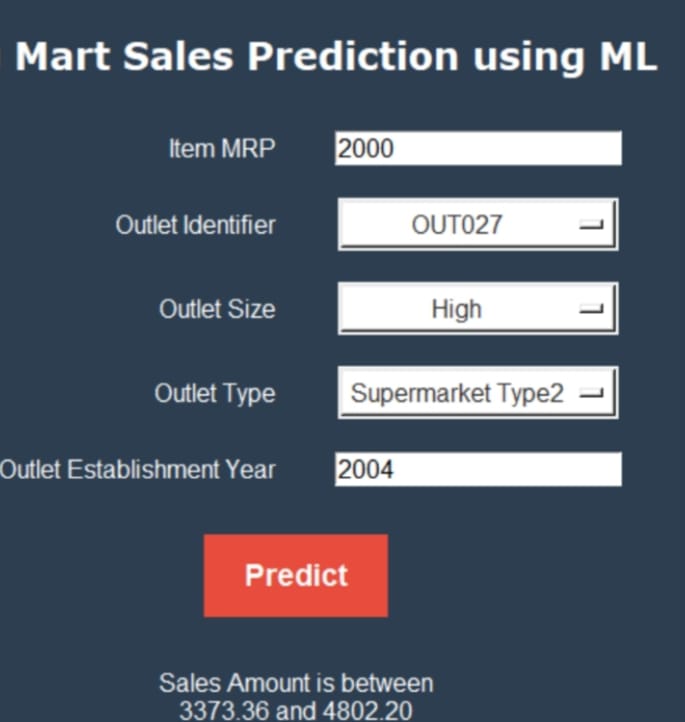 Mart Sales Prediction using ML
Item MRP 2000
Outlet Identifier OUT027
Outlet Size High
Outlet Type Supermarket Type2
Outlet Establishment Year 2004
Predict
Sales Amount is between
3373.36 and 4802.20